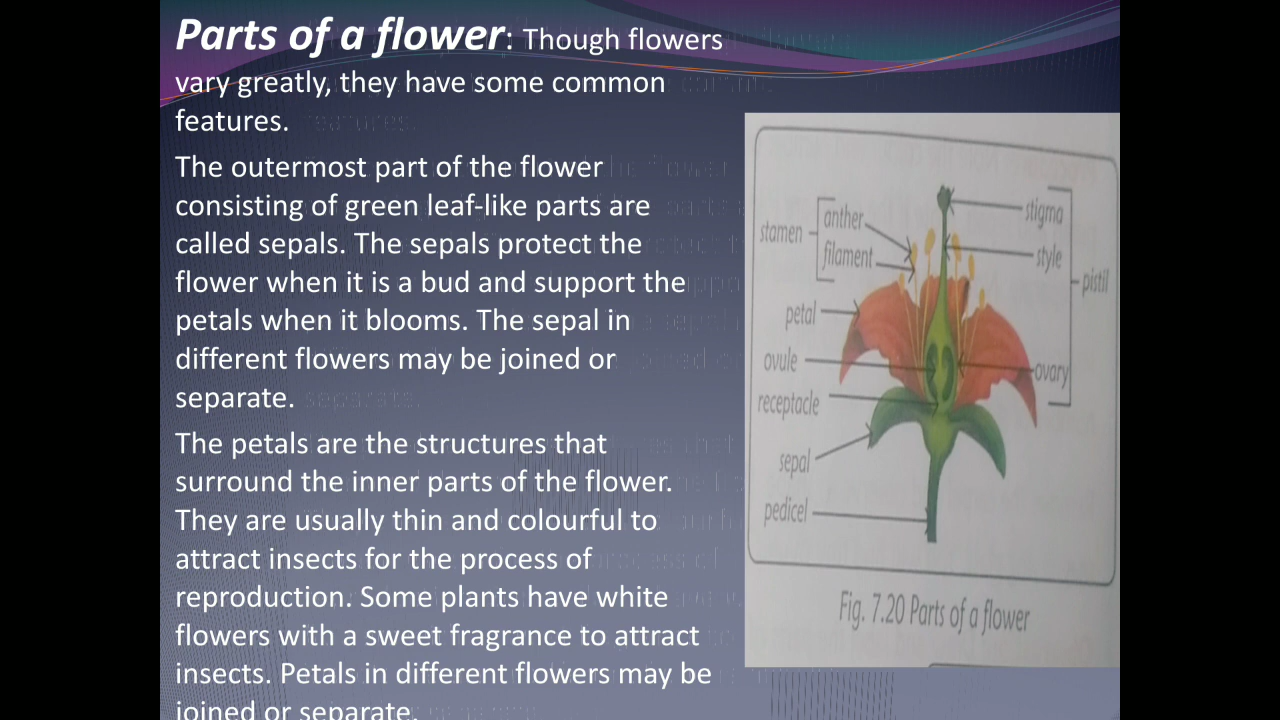 Parts of a flower: Though flowers
vary greatly, they have some common
features.
The outermost part of the flower
consisting of green leaf-like parts are
called sepals. The sepals protect the
flower when it is a bud and support the
petals when it blooms. The sepal in
different flowers may be joined or
separate.
The petals are the structures that
surround the inner parts of the flower.
They are usually thin and colourful to
attract insects for the process of
reproduction. Some plants have white
flowers with a sweet fragrance to attract
insects. Petals in different flowers may be
joined or separate.
stamen
anther
filament
petal
ovule
receptacle
sepal
pedicel
stigma
style
pistil
ovary
Fig. 7.20 Parts of a flower